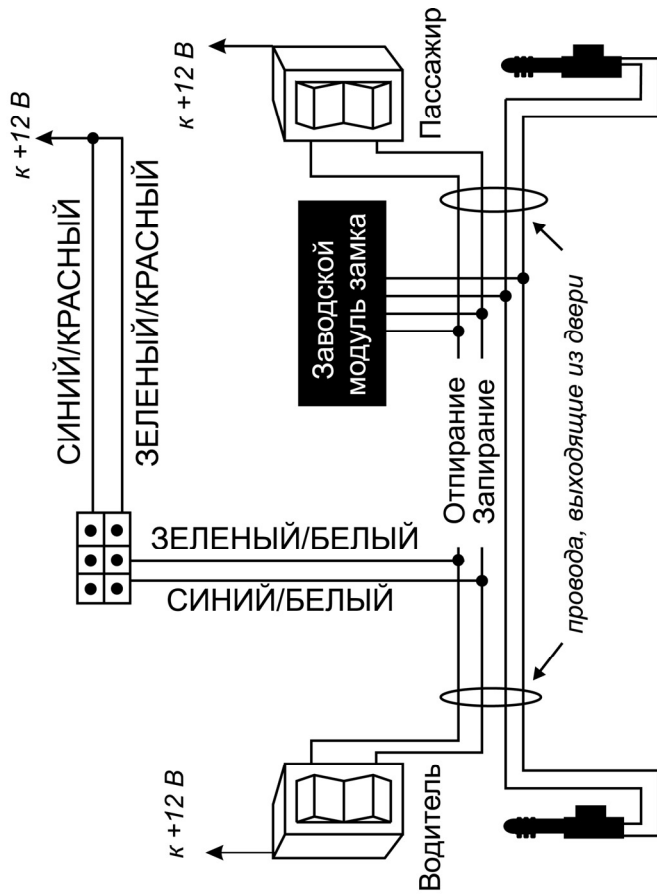 к +12 В
к +12 В
к +12 В
СИНИЙ/КРАСНЫЙ
ЗЕЛЕНЫЙ/КРАСНЫЙ
ЗЕЛЕНЫЙ/БЕЛЫЙ
СИНИЙ/БЕЛЫЙ
Заводской
модуль замка
Водитель
Пассажир
Отпирание
Запирание
провода, выходящие из двери